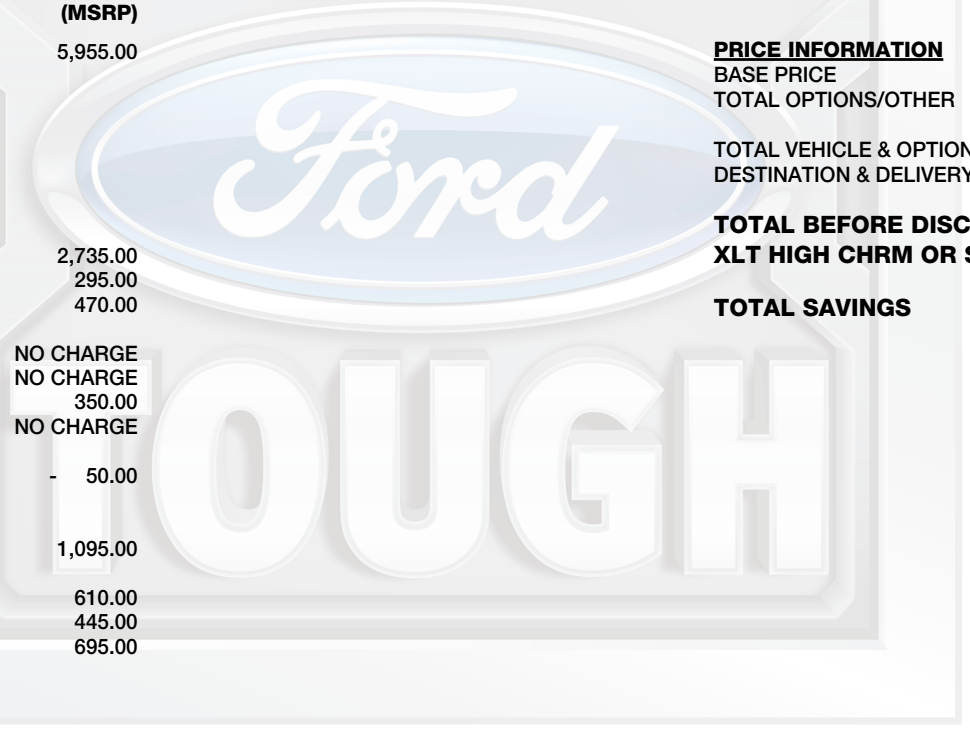 (MSRP)
5,955.00
2,735.00
295.00
470.00
NO CHARGE
NO CHARGE
350.00
NO CHARGE
- 50.00
1,095.00
610.00
445.00
695.00
PRICE INFORMATION
BASE PRICE
TOTAL OPTIONS/OTHER
TOTAL VEHICLE & OPTION
DESTINATION & DELIVERY
TOTAL BEFORE DISC
XLT HIGH CHRM OR S
TOTAL SAVINGS
Ford
TOUGH